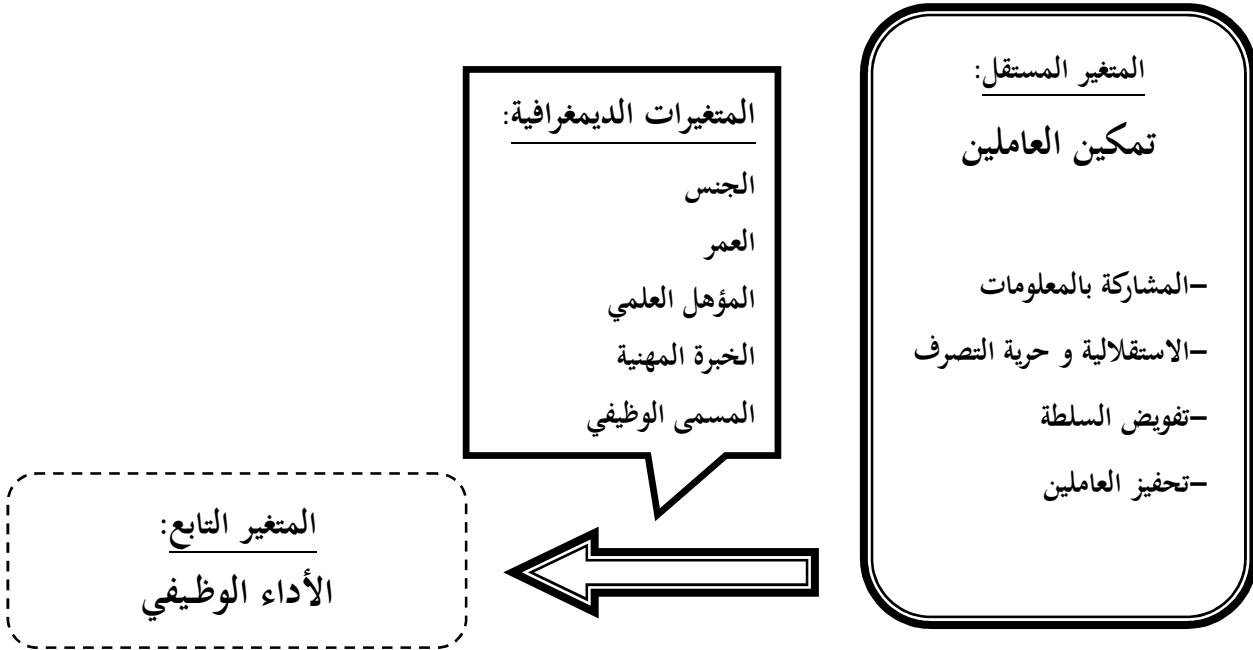 المتغير المستقل:
تمكين العاملين
–المشاركة بالمعلومات
–الاستقلالية و حرية التصرف
–تفويض السلطة
–تحفيز العاملين
المتغيرات الديمغرافية:
الجنس
العمر
المؤهل العلمي
الخبرة المهنية
المسمى الوظيفي
المتغير التابع:
الأداء الوظيفي